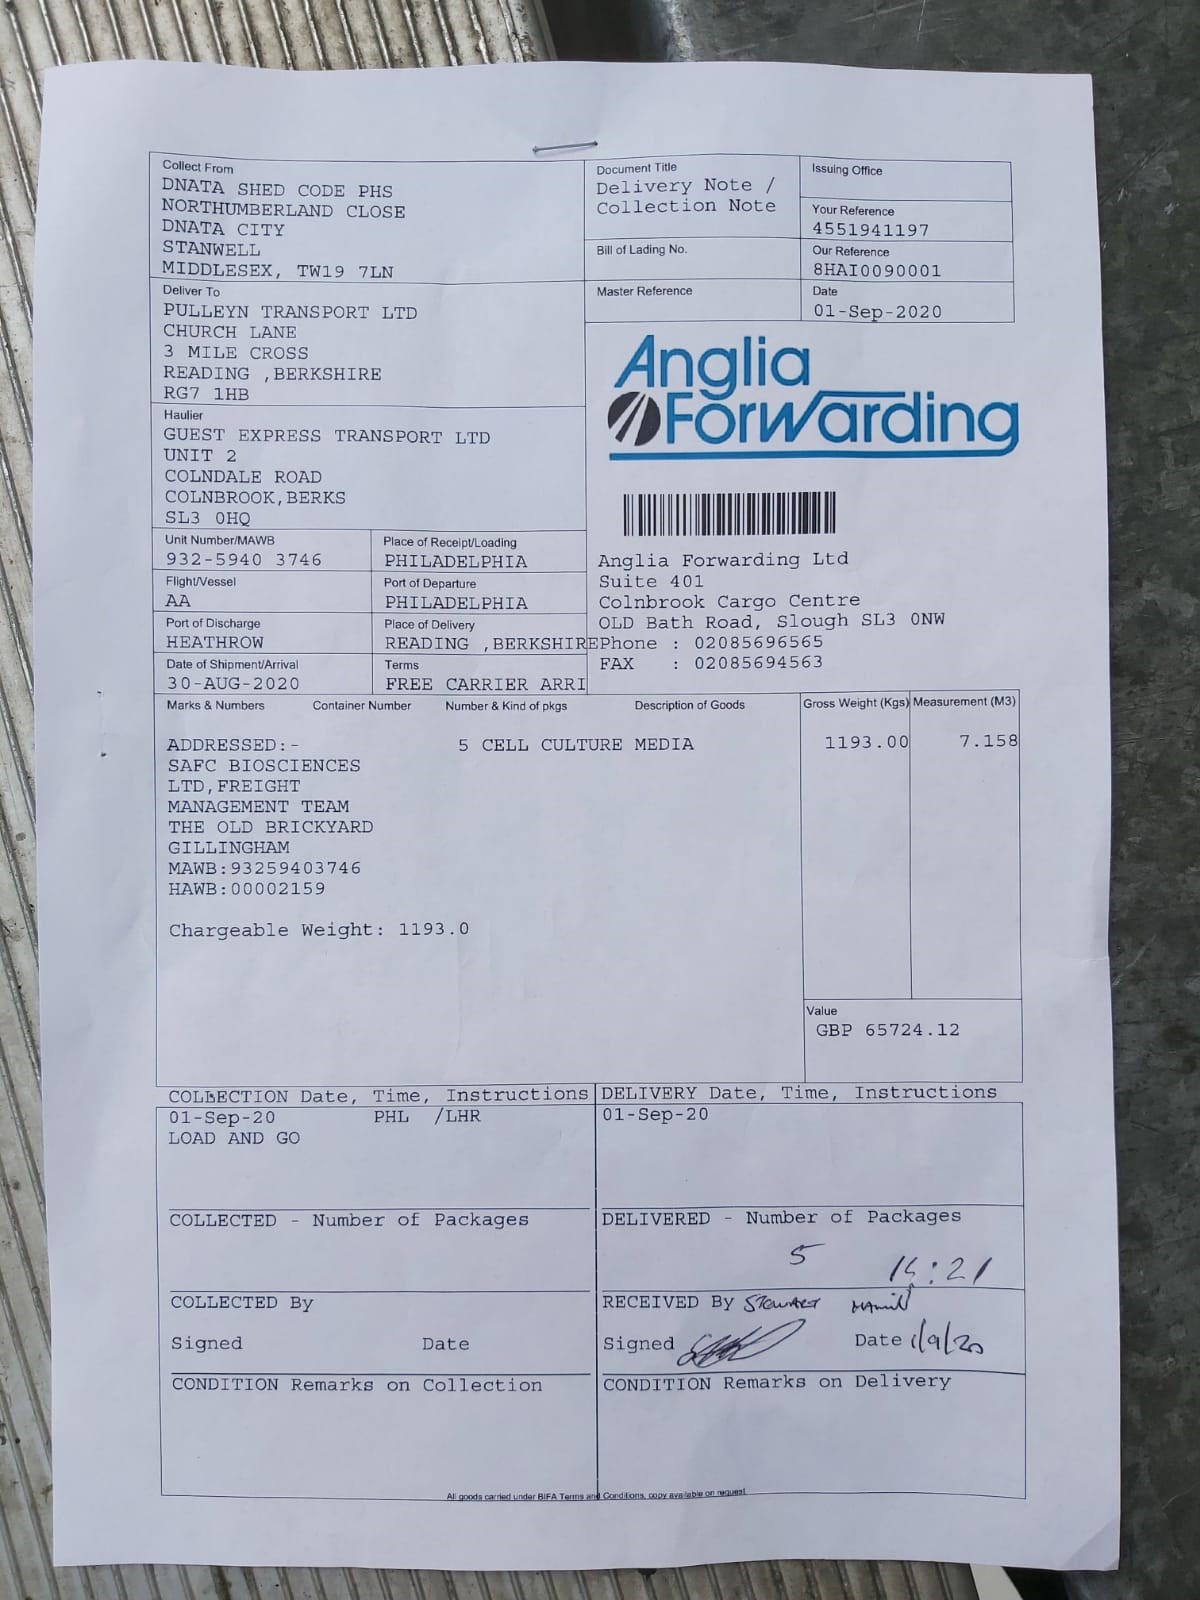 Collect From
DNATA SHED CODE PHS
NORTHUMBERLAND CLOSE
DNATA CITY
STANWELL
MIDDLESEX, TW19 7LN
Document Title
Delivery Note /
Collection Note
Issuing Office
Your Reference
4551941197
Bill of Lading No.
Our Reference
8HAI0090001
Master Reference
Date
01-Sep-2020
Deliver To
PULLEYN TRANSPORT LTD
CHURCH LANE
3 MILE CROSS
READING ,BERKSHIRE
RG7 1HB
Anglia
Forwarding
Haulier
GUEST EXPRESS TRANSPORT LTD
UNIT 2
COLNDALE ROAD
COLNBROOK,BERKS
SL3 0HQ
Unit Number/MAWB
932-5940 3746
Place of Receipt/Loading
PHILADELPHIA
Flight/Vessel
AA
Port of Departure
PHILADELPHIA
Port of Discharge
HEATHROW
Place of Delivery
READING ,BERKSHIRE
Date of Shipment/Arrival
30-AUG-2020
Terms
FREE CARRIER ARRI
Anglia Forwarding Ltd
Suite 401
Colnbrook Cargo Centre
OLD Bath Road, Slough SL3 0NW
Phone : 02085696565
FAX : 02085694563
Marks & Numbers Container Number Number & Kind of pkgs Description of Goods Gross Weight (Kgs) Measurement (M3)
ADDRESSED:- 5 CELL CULTURE MEDIA 1193.00 7.158
SAFC BIOSCIENCES
LTD,FREIGHT
MANAGEMENT TEAM
THE OLD BRICKYARD
GILLINGHAM
MAWB:93259403746
HAWB:00002159
Chargeable Weight: 1193.0
Value
GBP 65724.12
COLLECTION Date, Time, Instructions
01-Sep-20 PHL /LHR
LOAD AND GO
DELIVERY Date, Time, Instructions
01-Sep-20
COLLECTED - Number of Packages
DELIVERED - Number of Packages
5
COLLECTED By
RECEIVED By STEWART
Signed Date
Signed Date 1/9/20
CONDITION Remarks on Collection
CONDITION Remarks on Delivery
All goods carried under BIFA Terms and Conditions, copy available on request